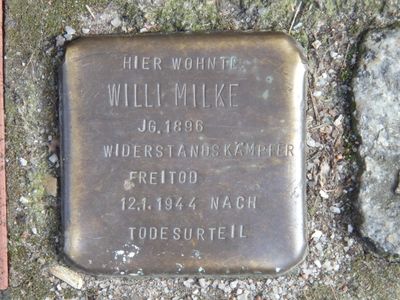 HIER WOHNTE
WILLI MILKE
JG. 1896
WIDERSTANDSKÄMPFER
FREITOD
12.1.1944 NACH
TODESURTEIL